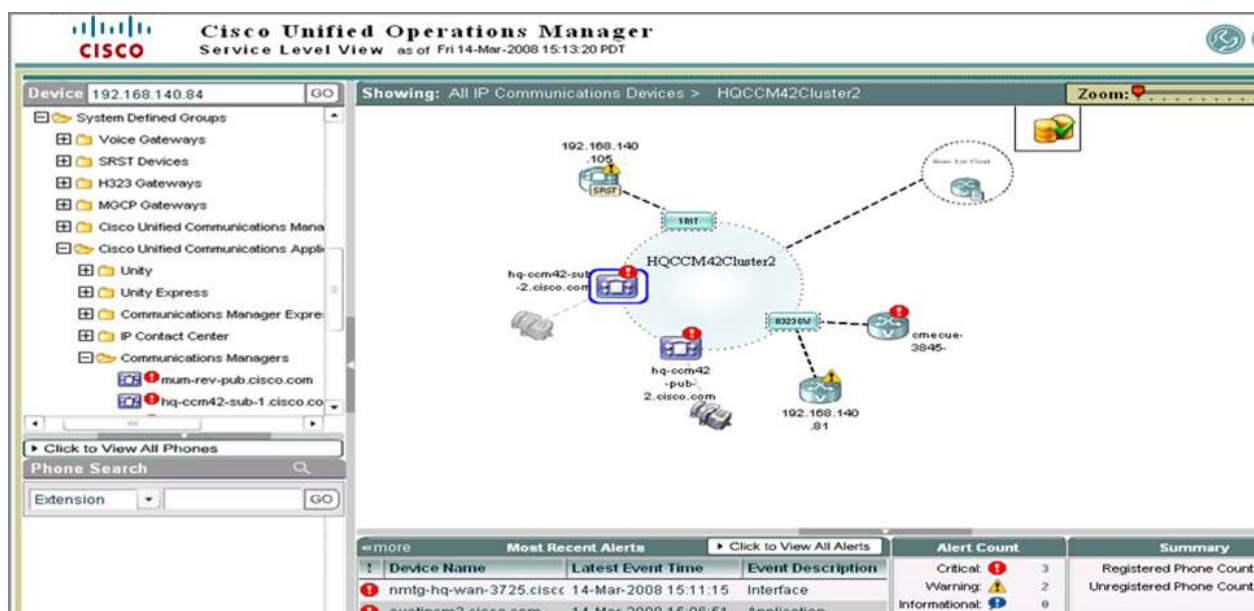 CISCO
Cisco Unified Operations Manager
Service Level View as of Fri 14-Mar-2008 15:13:20 PDT
Device 192.168.140.84 GO
System Defined Groups
Voice Gateways
SRST Devices
H323 Gateways
MGCP Gateways
Cisco Unified Communications Mana
Cisco Unified Communications Appli
Unity
Unity Express
Communications Manager Expre
IP Contact Center
Communications Managers
mum-rev-pub.cisco.com
hq-ccm42-sub-1.cisco.co
Click to View All Phones
Phone Search
Extension GO
Showing: All IP Communications Devices > HQCCM42Cluster2
Zoom:
192.168.140
.105
SRST
SRST
HQCCM42Cluster2
hq-ccm42-sub
-2.cisco.com
H323 GW
cmecue-
3845-
hq-ccm42
-pub-
2.cisco.com
192.168.140
.81
more Most Recent Alerts Click to View All Alerts
! Device Name Latest Event Time Event Description
nmtg-hq-wan-3725.cisco 14-Mar-2008 15:11:15 Interface
14-Mar-2008 Application
Alert Count
Critical: 3
Warning: 2
Informational: 0
Summary
Registered Phone Count
Unregistered Phone Count